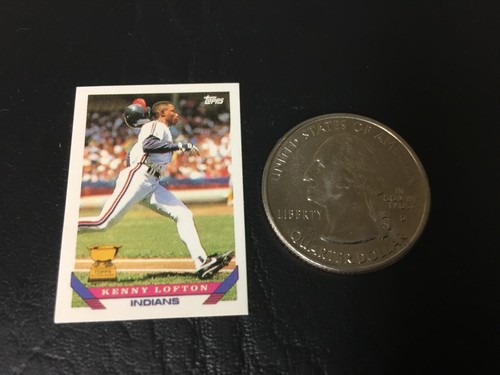 Topps
KENNY LOFTON
INDIANS
UNITED STATES OF AMERICA
LIBERTY
IN
GOD WE
TRUST
QUARTER DOLLAR